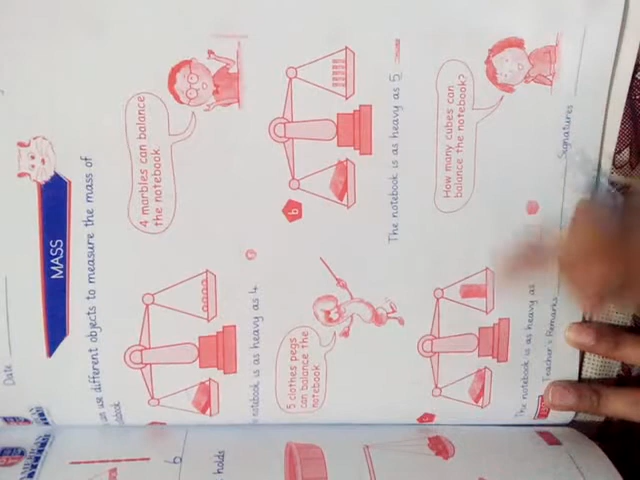 Date
MASS
use different objects to measure the mass of
4 marbles can balance
the notebook.
notebook is as heavy as 4
5 clothes pegs
can balance the
notebook
b
The notebook is as heavy as 5
How many cubes can
balance the notebook?
c
The notebook is as heavy as
Teacher's Remarks
Signatures
6
holds